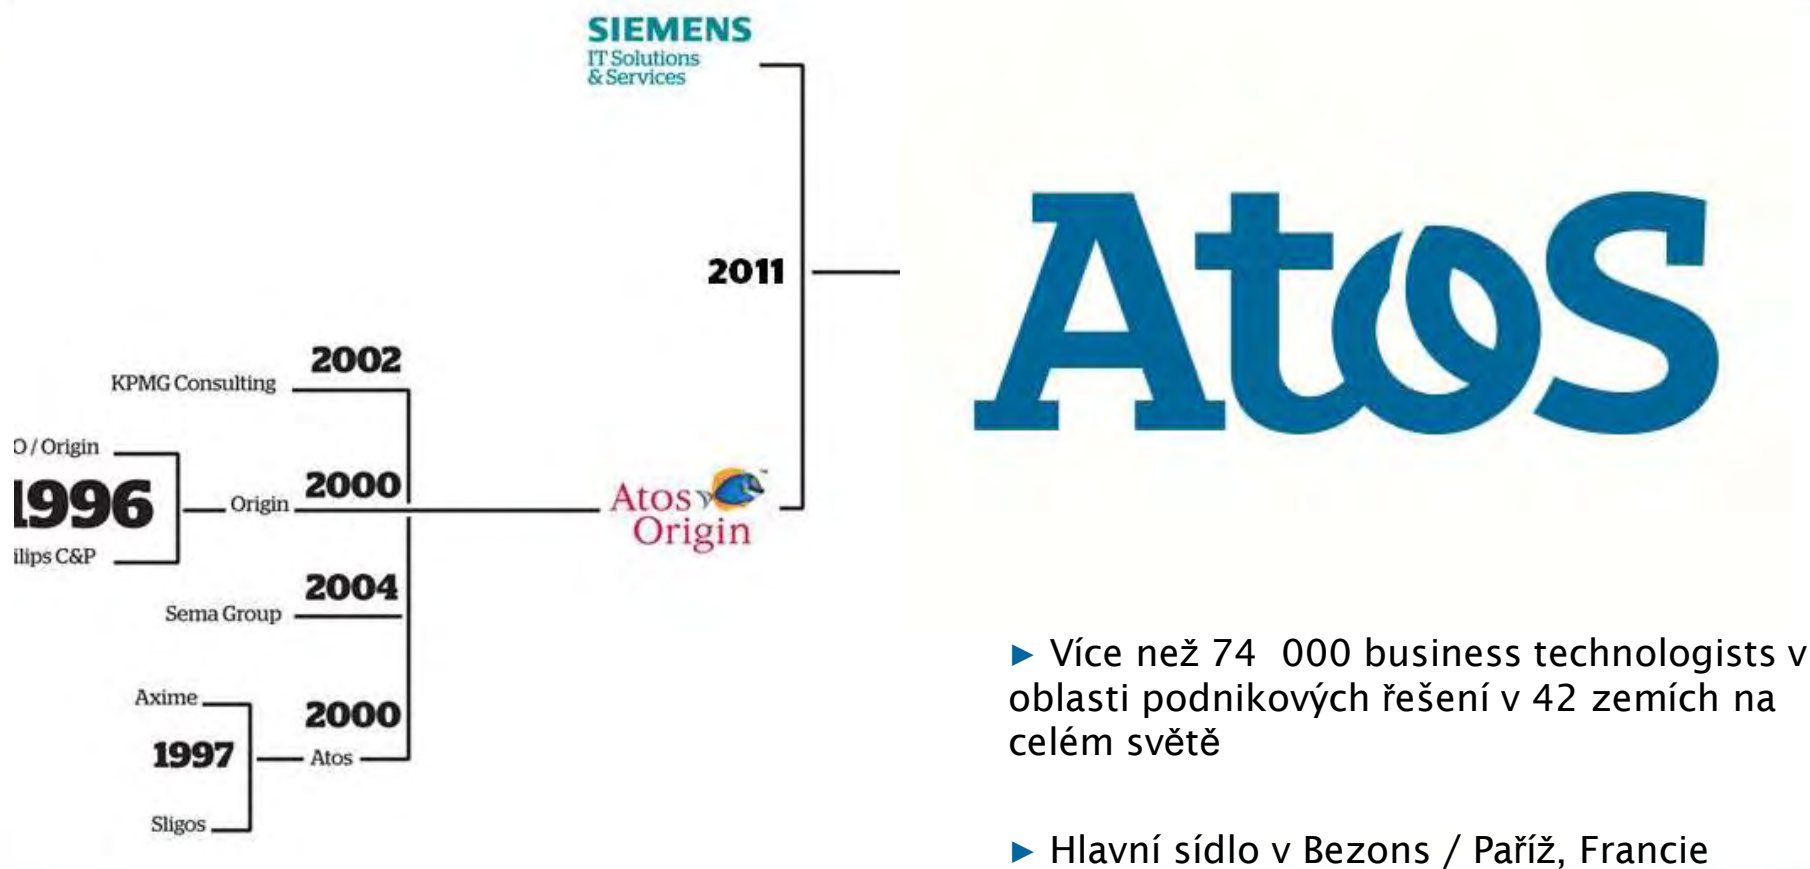 SIEMENS
IT Solutions
& Services
2011
2002
KPMG Consulting
O / Origin
1996
Origin
2000
ilips C&P
Atos
Origin
2004
Sema Group
Axime
2000
1997
Atos
Sligos
Atos
► Více než 74 000 business technologists v
oblasti podnikových řešení v 42 zemích na
celém světě
► Hlavní sídlo v Bezons / Paříž, Francie